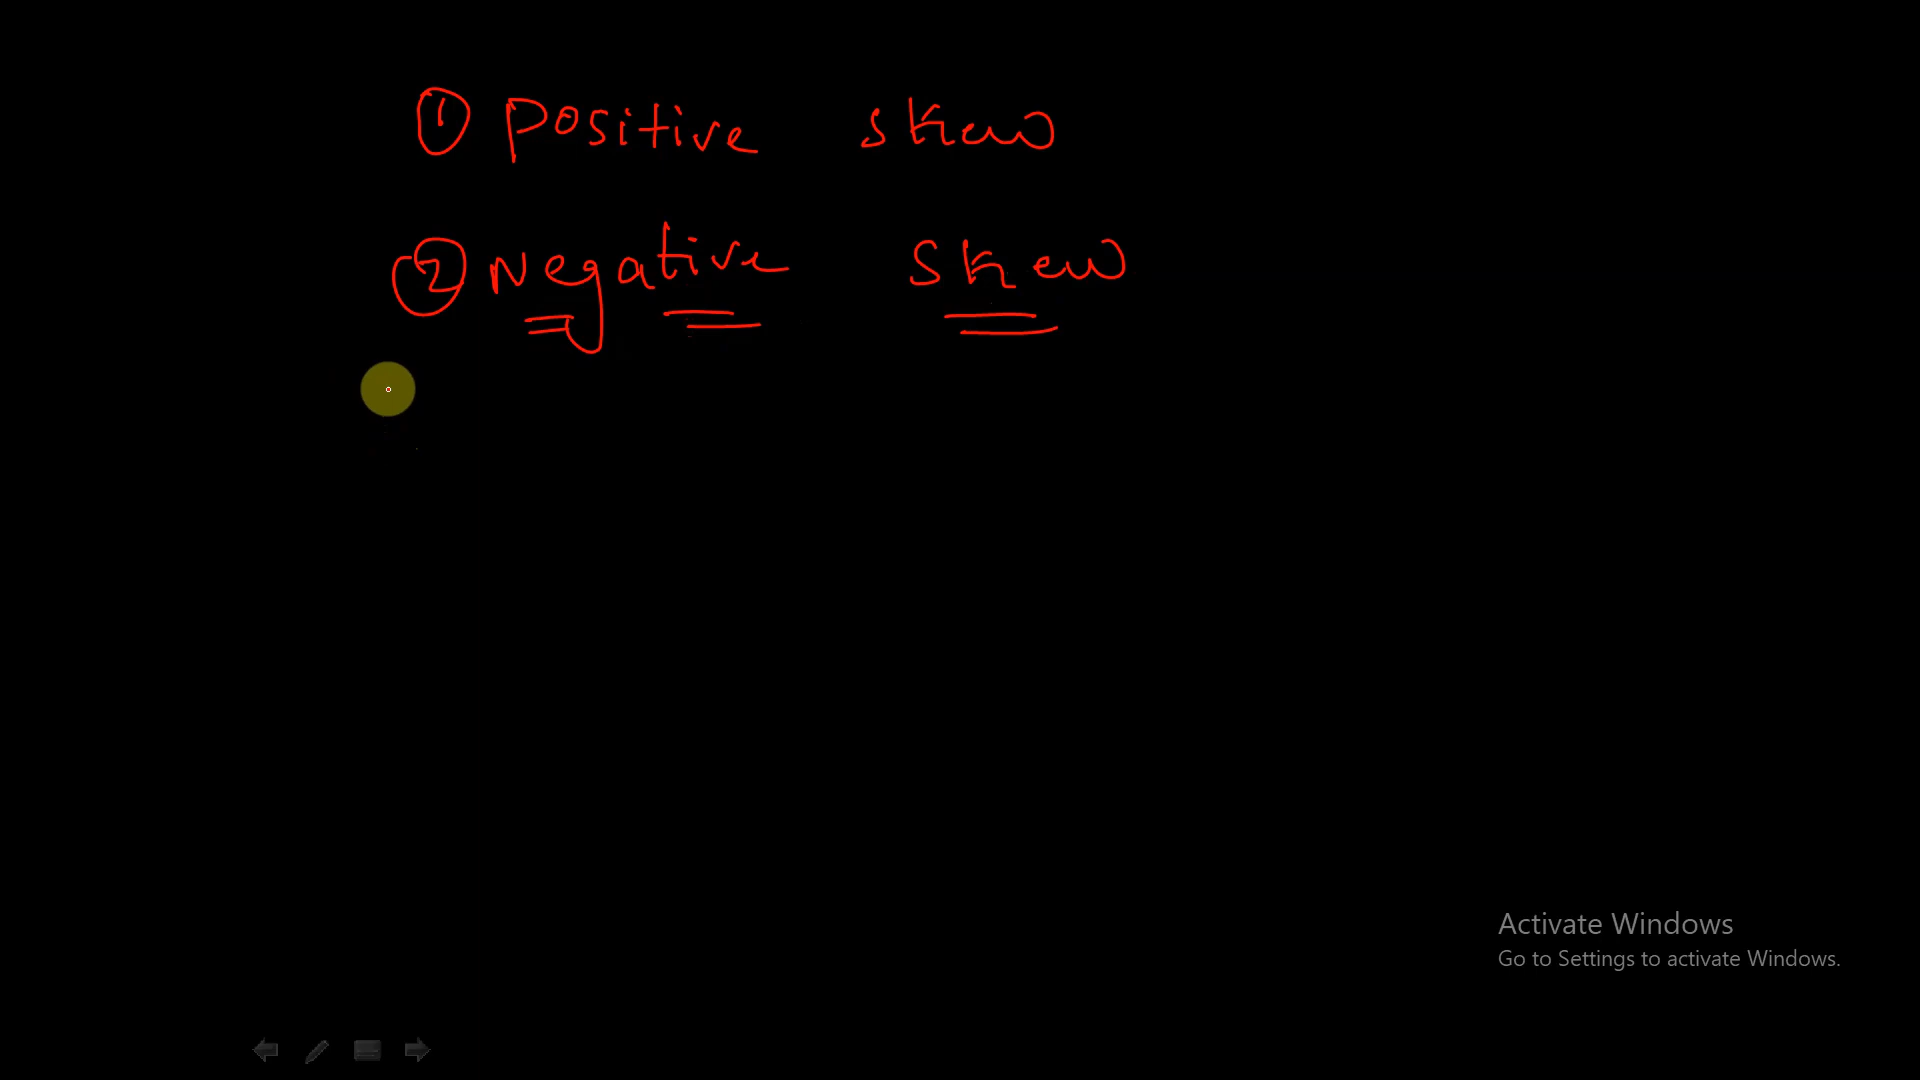 ① Positive skew
② Negative skew
Activate Windows
Go to Settings to activate Windows.